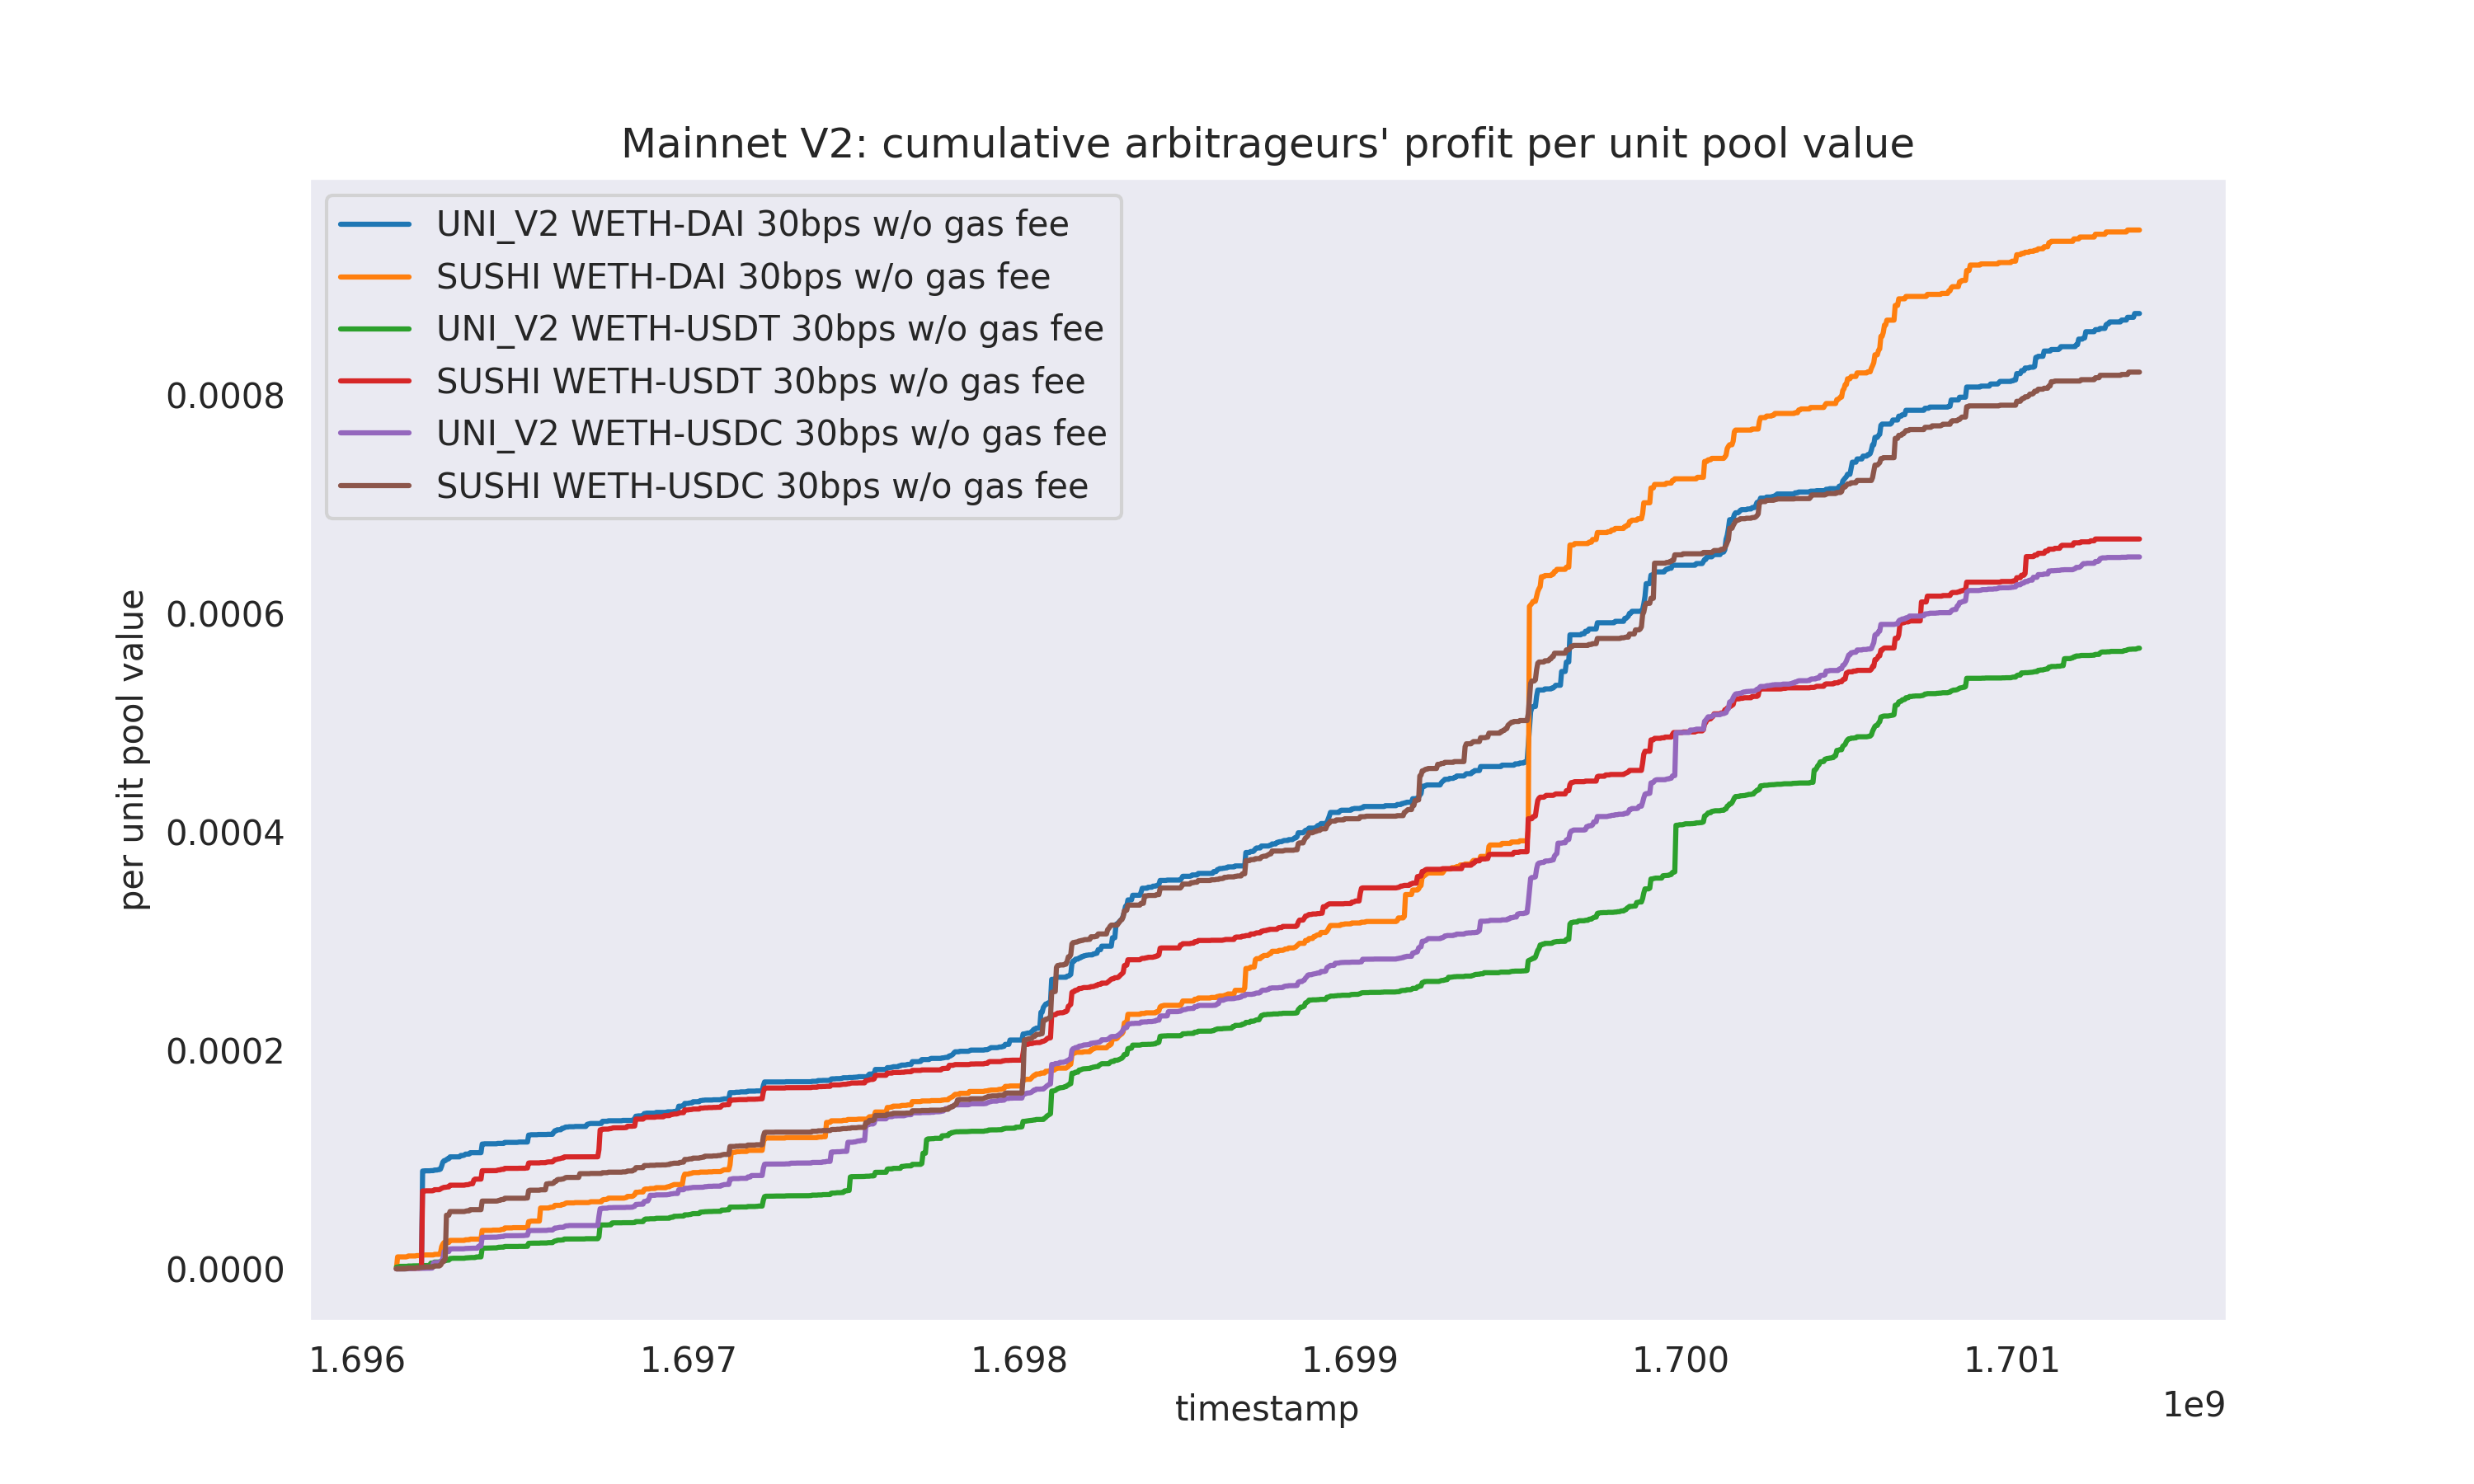 Mainnet V2: cumulative arbitrageurs' profit per unit pool value
UNI_V2 WETH-DAI 30bps w/o gas fee
SUSHI WETH-DAI 30bps w/o gas fee
UNI_V2 WETH-USDT 30bps w/o gas fee
SUSHI WETH-USDT 30bps w/o gas fee
UNI_V2 WETH-USDC 30bps w/o gas fee
SUSHI WETH-USDC 30bps w/o gas fee
per unit pool value
0.0008
0.0006
0.0004
0.0002
0.0000
1.696 1.697 1.698 1.699 1.700 1.701
timestamp
1e9